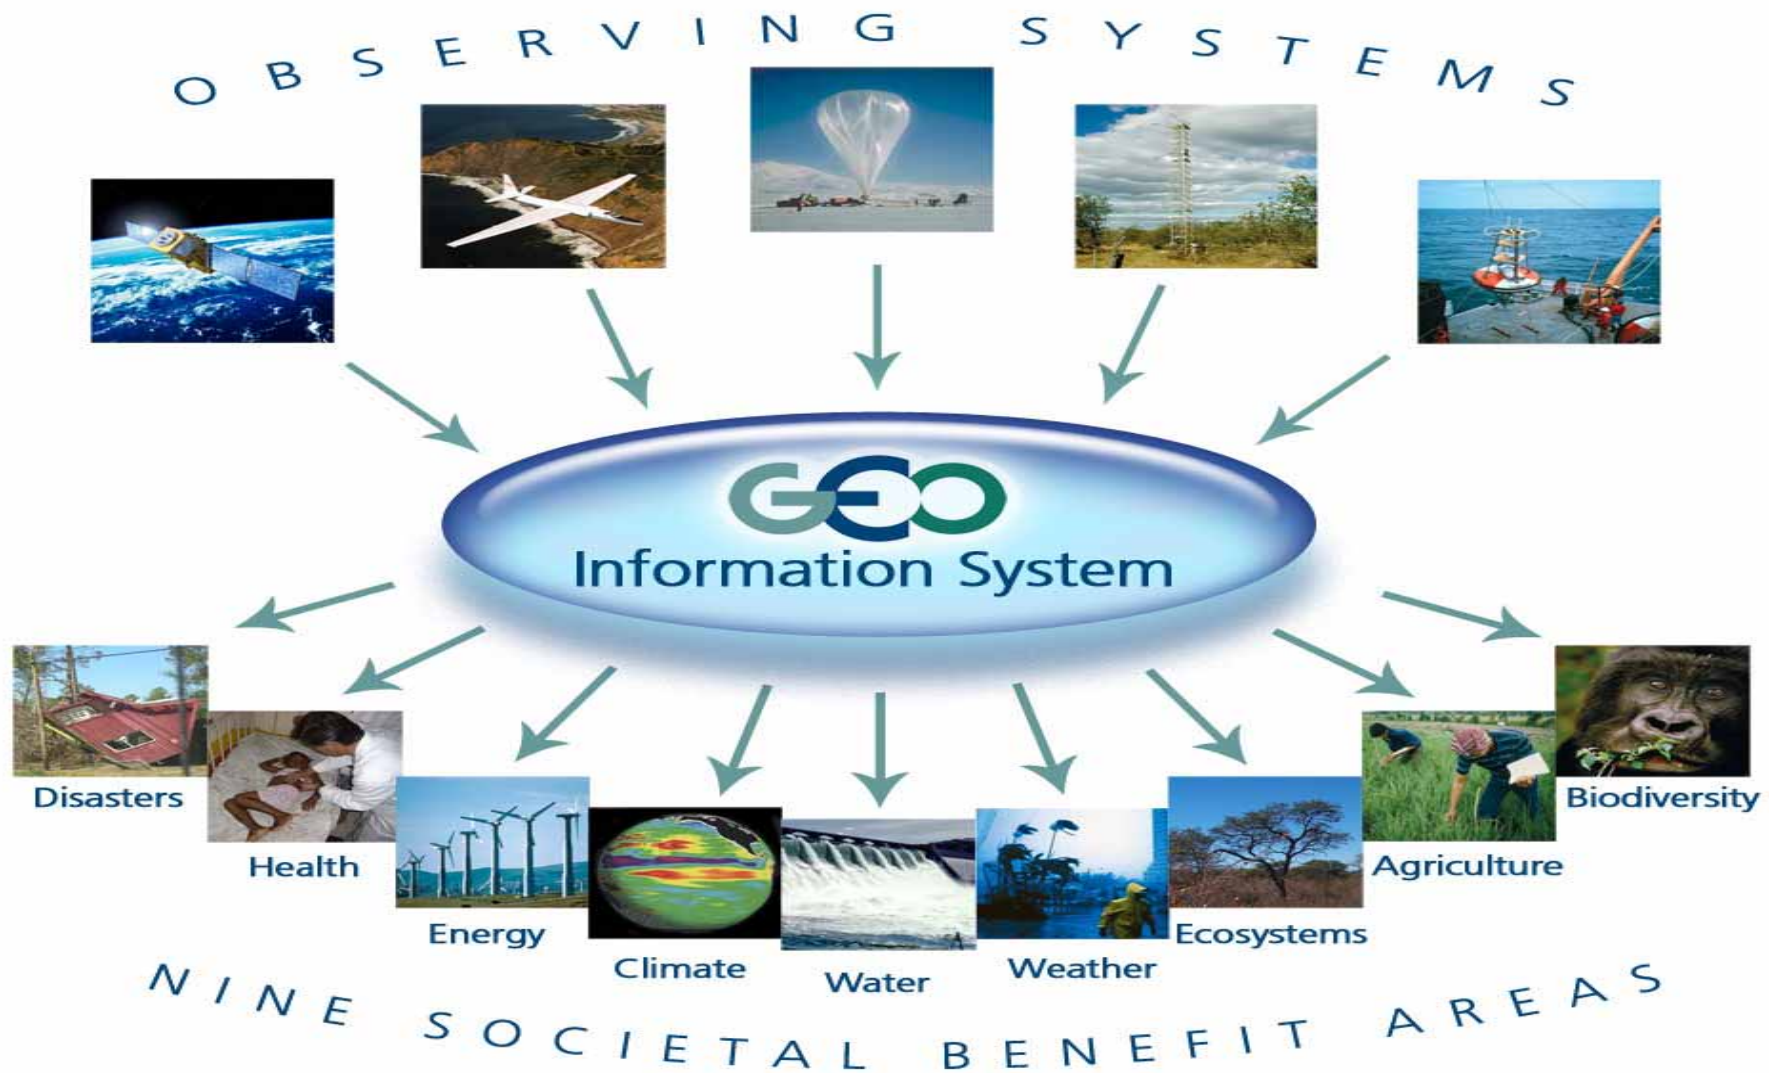 OBSERVING SYSTEMS
GEO
Information System
Disasters
Health
Energy
Climate
Water
Weather
Ecosystems
Agriculture
Biodiversity
NINE SOCIETAL BENEFIT AREAS